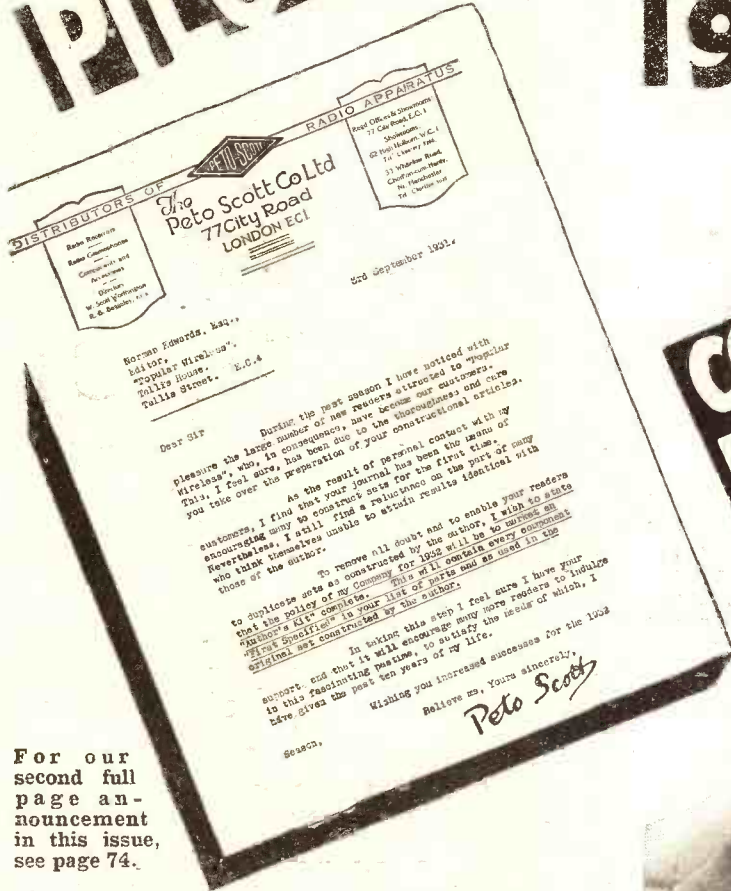 PILO
19
DISTRIBUTORS OF
PETO-SCOTT
RADIO APPARATUS
The
Peto Scott Co Ltd
77 City Road
LONDON EC1
Radio Receivers
Radio Gramophones
Components and
Accessories
Directors
W. Scott Worthington
Head Offices & Showrooms
77 City Road, E.C.1
Showrooms
62 High Holborn, W.C.1
33 Whitelow Road,
Chorlton-cum-Hardy,
Nr. Manchester
3rd September 1931.
Norman Edwards, Esq.,
Editor,
"Popular Wireless".
Tallis House.
Tallis Street. E.C.4
Dear Sir
During the past season I have noticed with
pleasure the large number of new readers attracted to "Popular
Wireless", who, in consequence, have become our customers.
This, I feel sure, has been due to the thoroughness and care
you take over the preparation of your constructional articles.
As the result of personal contact with my
customers, I find that your journal has been the means of
encouraging many to construct sets for the first time.
Nevertheless, I still find a reluctance on the part of many
who think themselves unable to attain results identical with
those of the author.
To remove all doubt and to enable your readers
to duplicate sets as constructed by the author, I wish to state
that the policy of my Company for 1932 will be to market an
"Author's Kit" complete. This will contain every component
"First Specified" in your list of parts and as used in the
original set constructed by the author.
In taking this step I feel sure I have your
support and that it will encourage many more readers to indulge
in this fascinating pastime, to satisfy the needs of which, I
have given the past ten years of my life.
Wishing you increased successes for the 1932
Season,
Believe me, Yours sincerely,
Peto Scott
For our
second full
page an-
nouncement
in this issue,
see page 74.